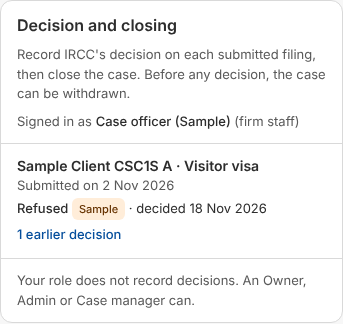 Decision and closing
Record IRCC's decision on each submitted filing,
then close the case. Before any decision, the case
can be withdrawn.
Signed in as Case officer (Sample) (firm staff)
Sample Client CSC1S A · Visitor visa
Submitted on 2 Nov 2026
Refused Sample · decided 18 Nov 2026
1 earlier decision
Your role does not record decisions. An Owner,
Admin or Case manager can.